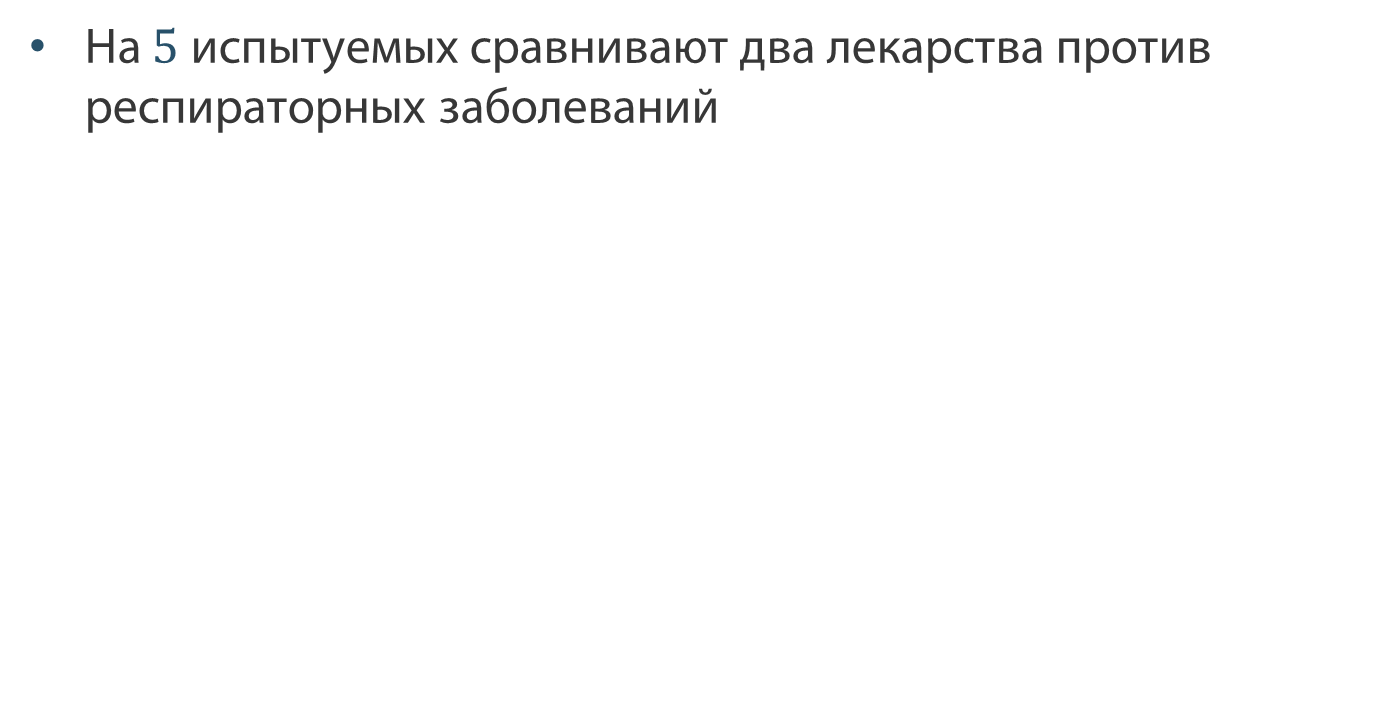 • На 5 испытуемых сравнивают два лекарства против
респираторных заболеваний